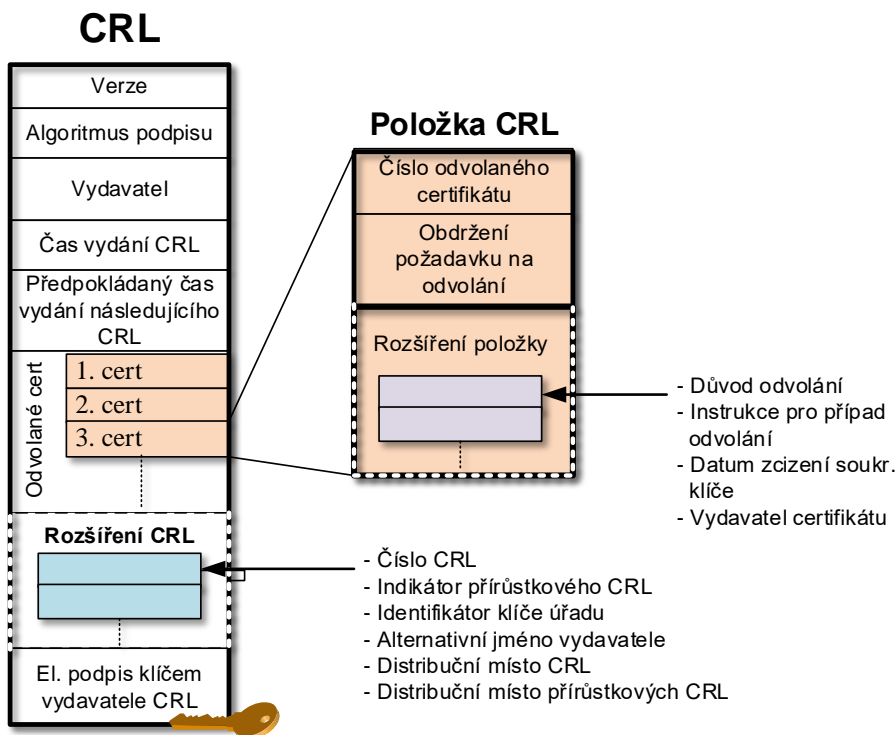 CRL
Verze
Algoritmus podpisu
Vydavatel
Čas vydání CRL
Předpokládaný čas
vydání následujícího
CRL
Odvolané cert
1. cert
2. cert
3. cert
Rozšíření CRL
El. podpis klíčem
vydavatele CRL
Položka CRL
Číslo odvolaného
certifikátu
Obdržení
požadavku na
odvolání
Rozšíření položky
- Důvod odvolání
- Instrukce pro případ
odvolání
- Datum zcizení soukr.
klíče
- Vydavatel certifikátu
- Číslo CRL
- Indikátor přírůstkového CRL
- Identifikátor klíče úřadu
- Alternativní jméno vydavatele
- Distribuční místo CRL
- Distribuční místo přírůstkových CRL